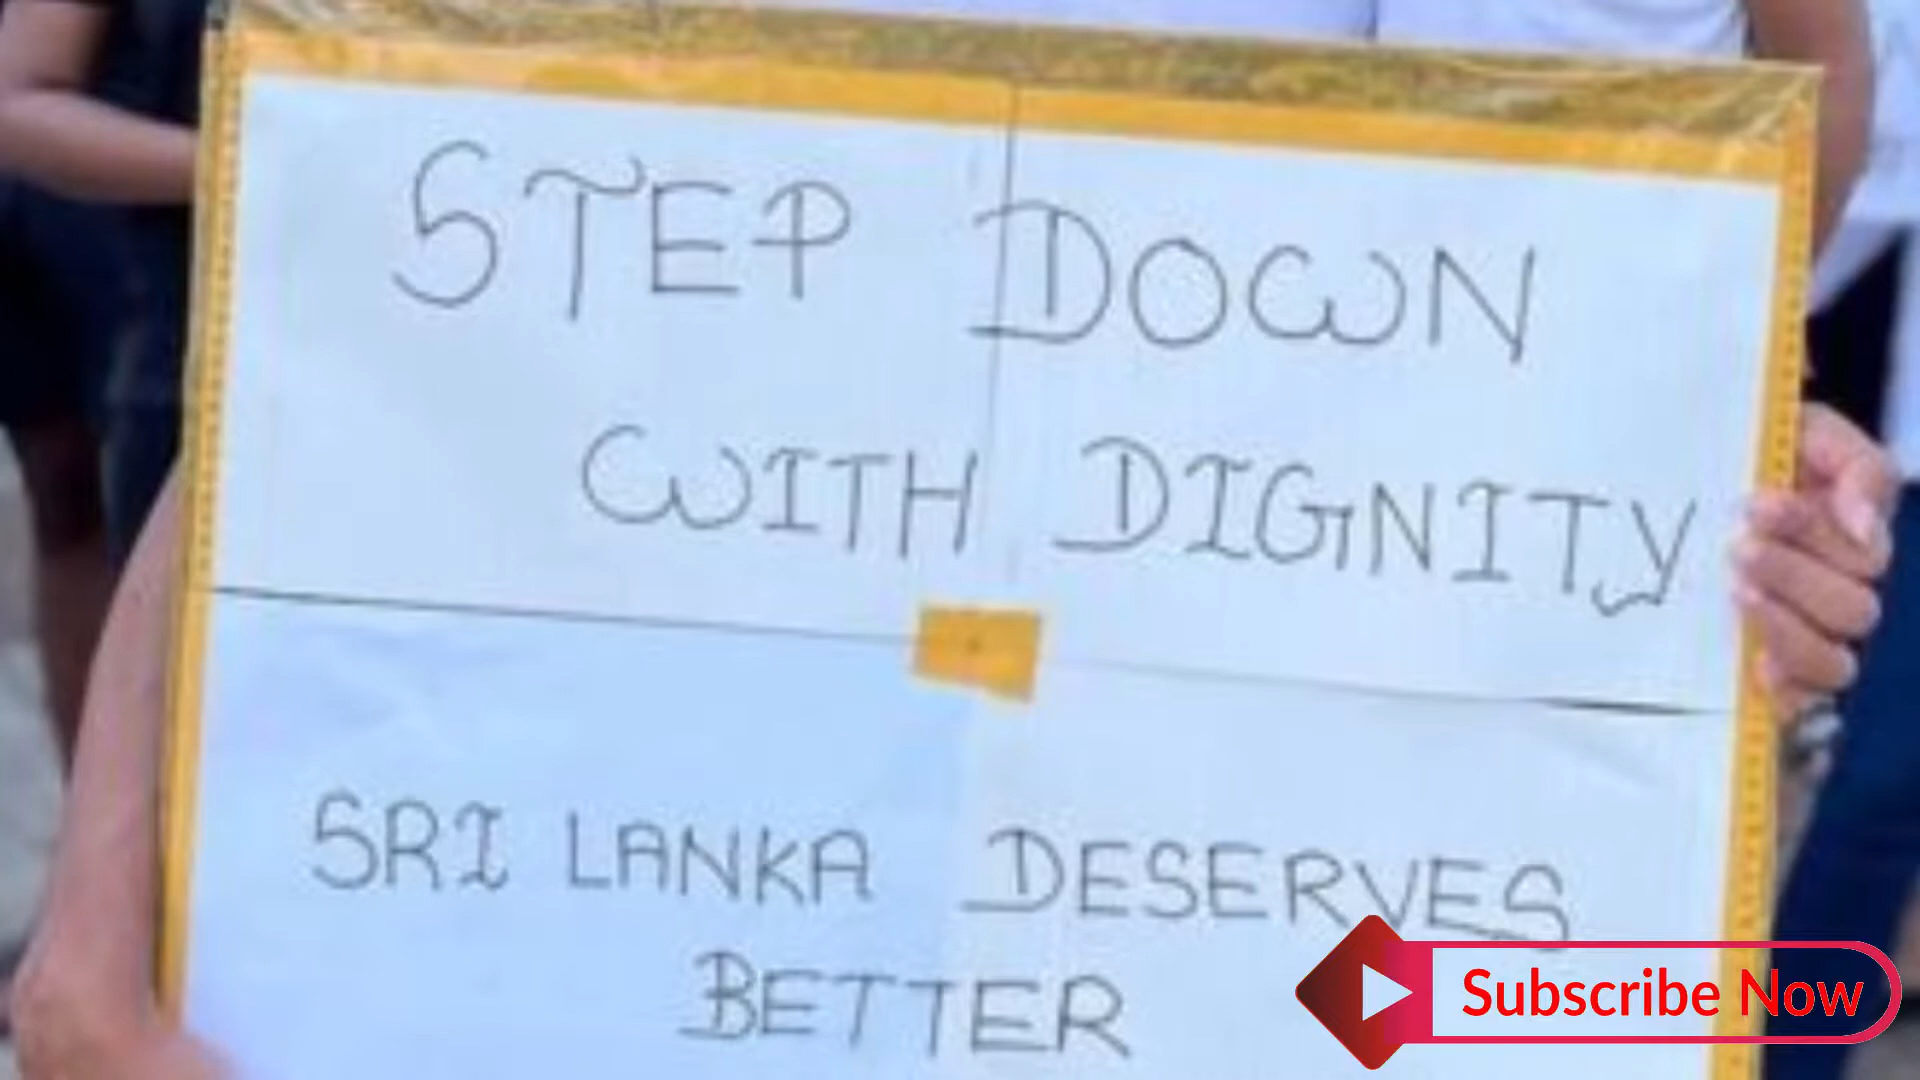 STEP DOWN
WITH DIGNITY
SRI LANKA DESERVES
BETTER
Subscribe Now